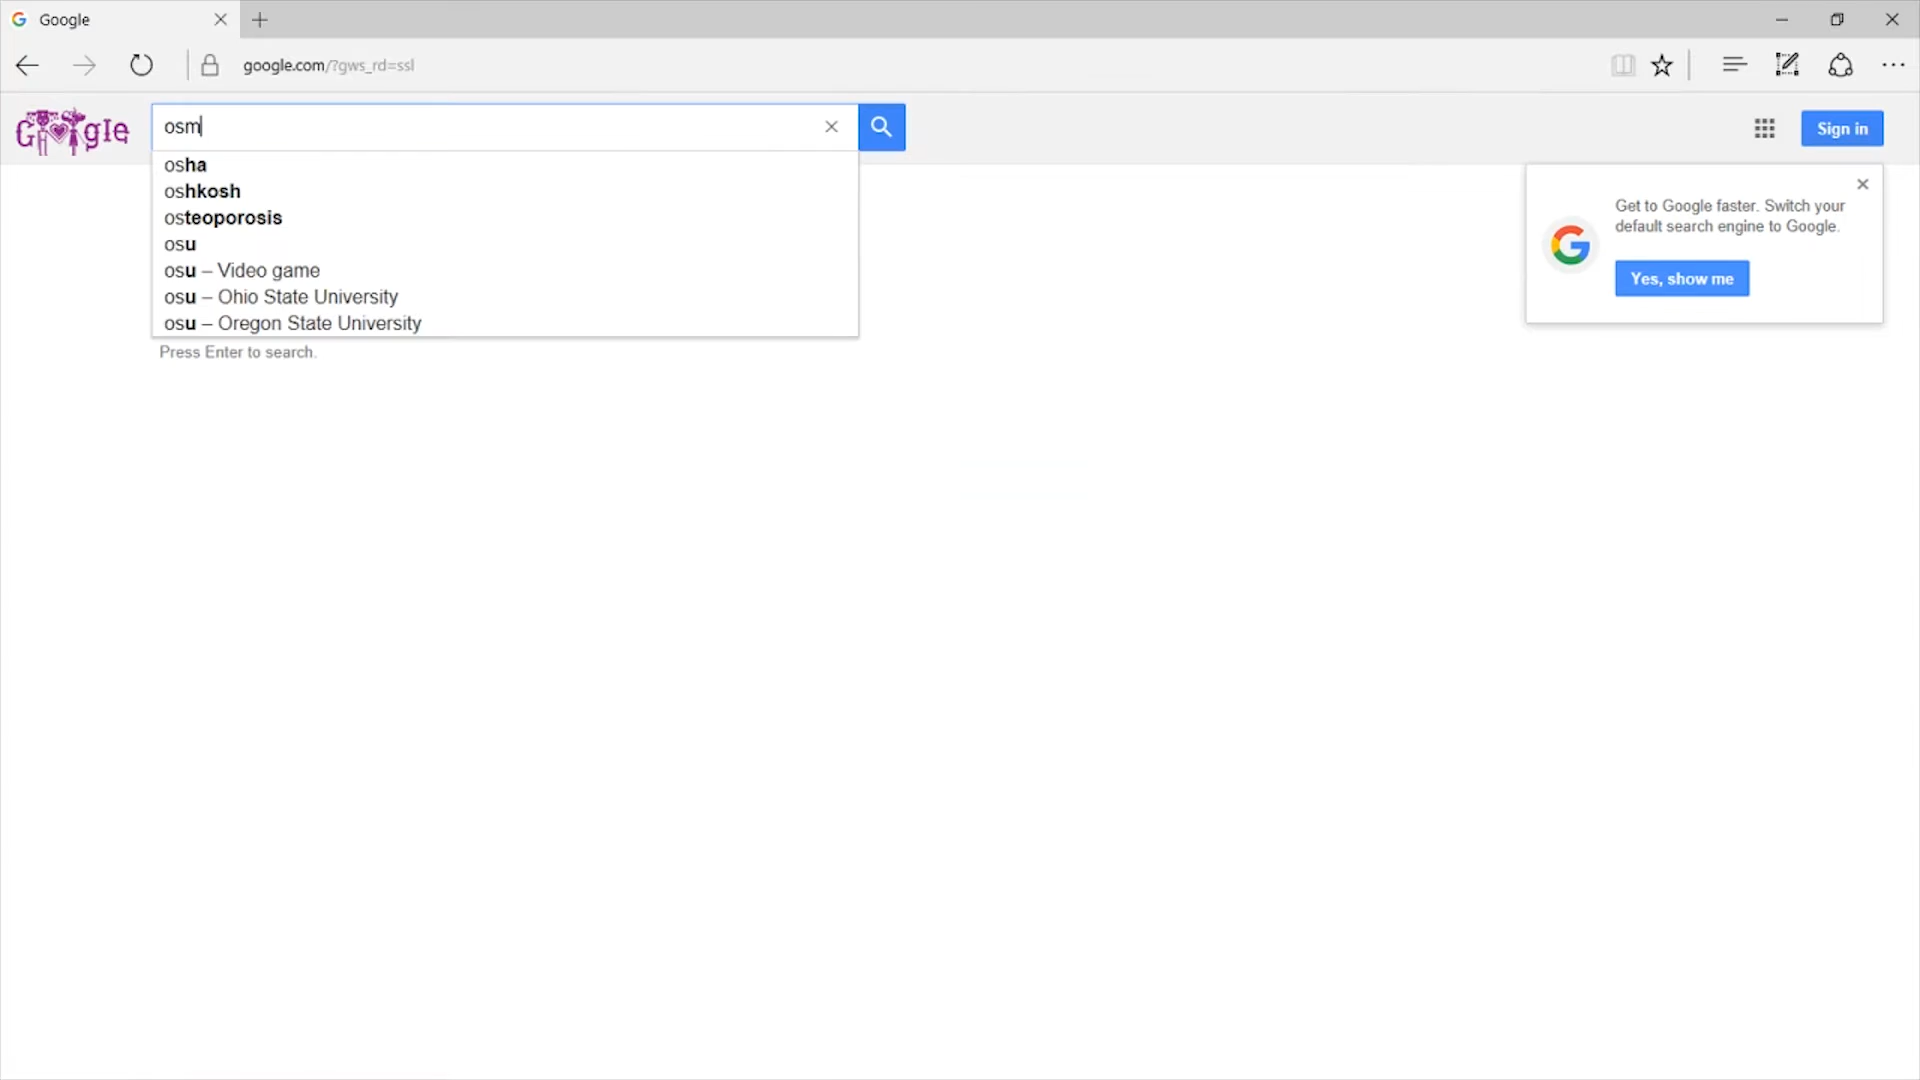 Google
google.com/?gws_rd=ssl
Google
osm
Sign in
osha
oshkosh
osteoporosis
osu
osu – Video game
osu – Ohio State University
osu – Oregon State University
Press Enter to search.
Get to Google faster. Switch your
default search engine to Google.
Yes, show me